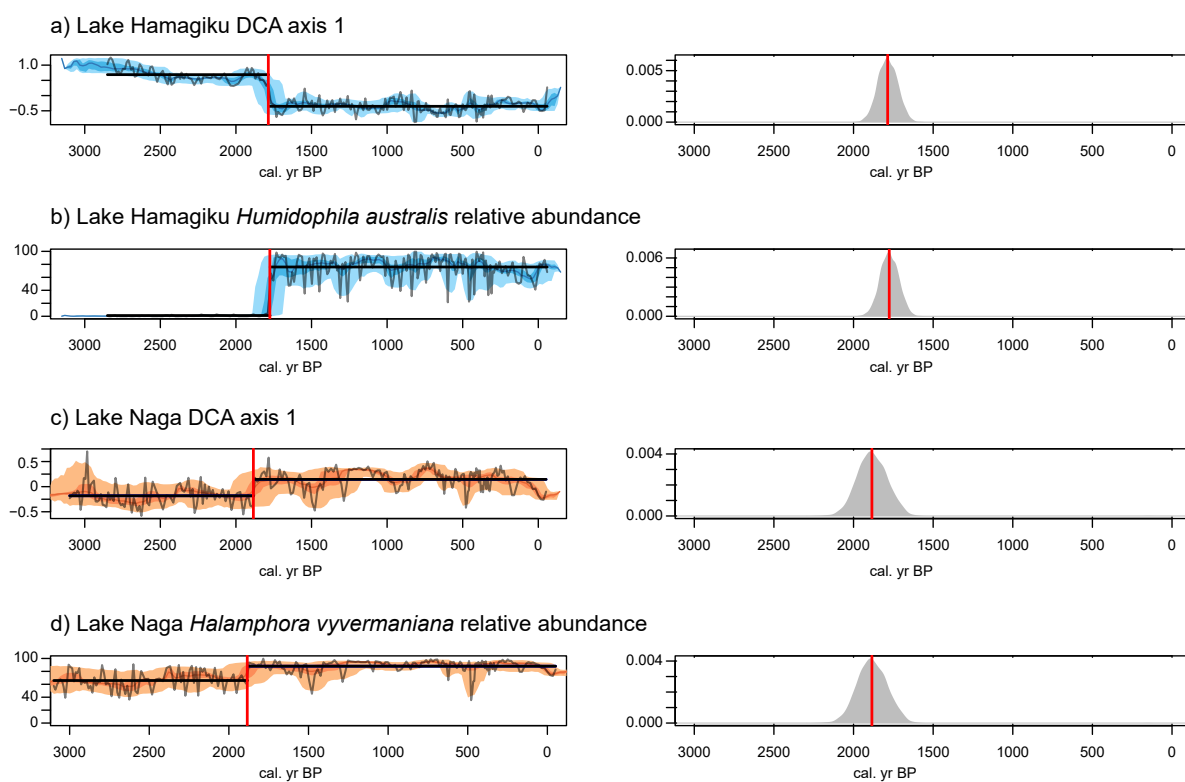 a) Lake Hamagiku DCA axis 1
1.0
−0.5
3000 2500 2000 1500 1000 500 0
cal. yr BP
0.005
0.000
3000 2500 2000 1500 1000 500 0
cal. yr BP
b) Lake Hamagiku Humidophila australis relative abundance
100
40
0
3000 2500 2000 1500 1000 500 0
cal. yr BP
0.006
0.000
3000 2500 2000 1500 1000 500 0
cal. yr BP
c) Lake Naga DCA axis 1
0.5
0
−0.5
3000 2500 2000 1500 1000 500 0
cal. yr BP
0.004
0.000
3000 2500 2000 1500 1000 500 0
cal. yr BP
d) Lake Naga Halamphora vyvermaniana relative abundance
100
40
0
3000 2500 2000 1500 1000 500 0
cal. yr BP
0.004
0.000
3000 2500 2000 1500 1000 500 0
cal. yr BP